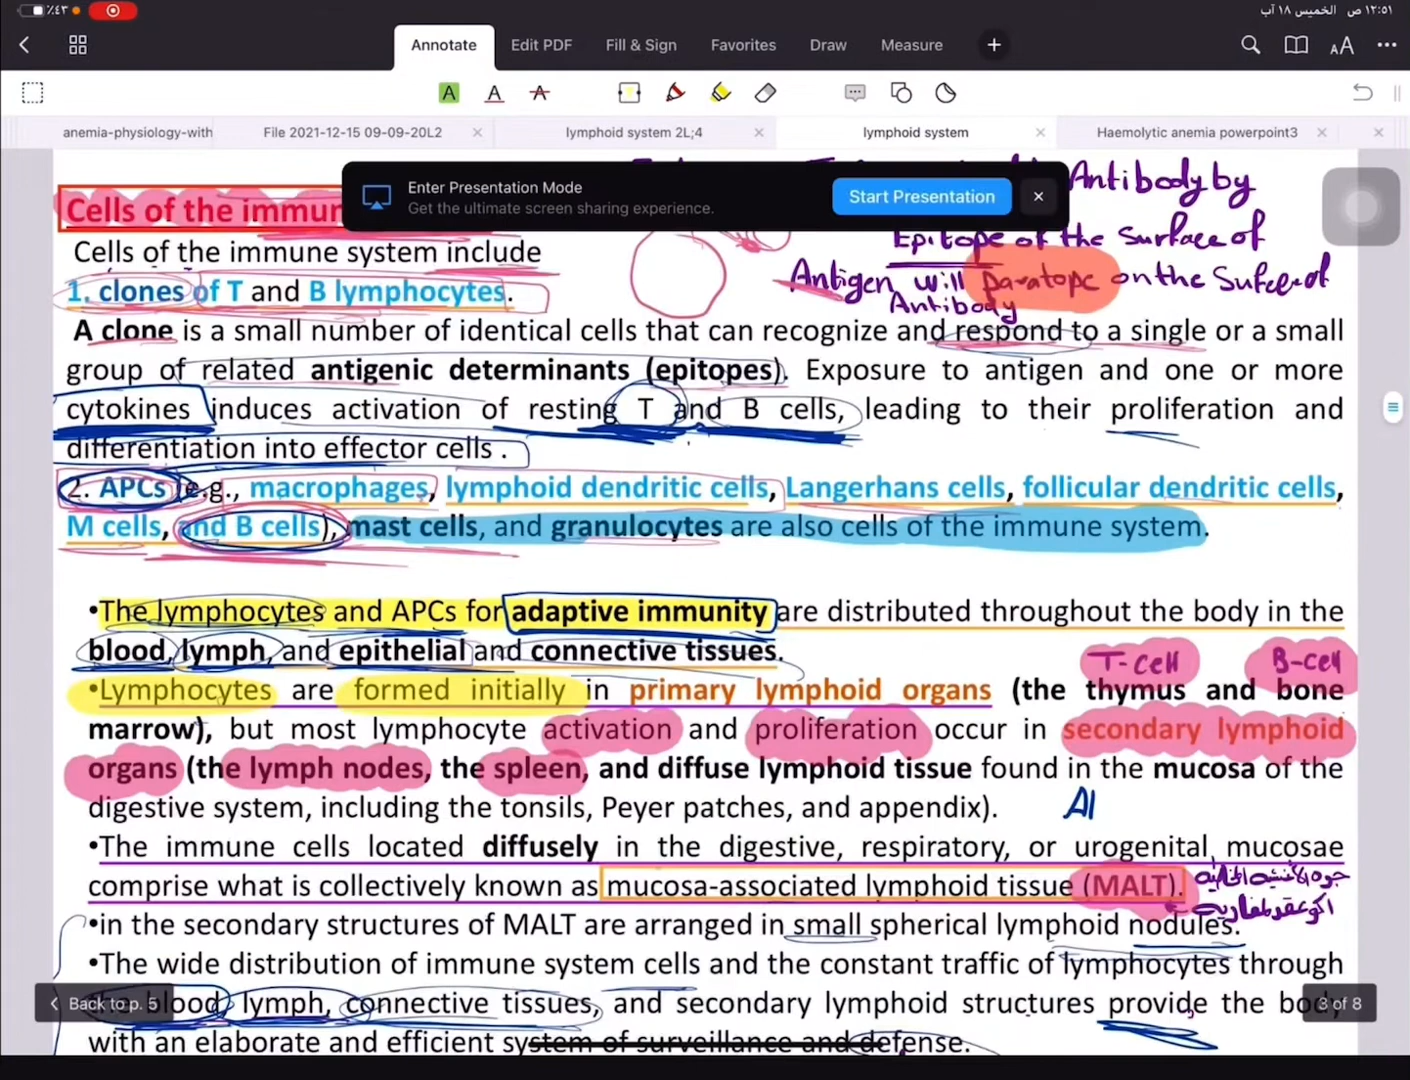 ٪٤٣
١٢:٥١ ص الخميس ١٨ آب
Annotate Edit PDF Fill & Sign Favorites Draw Measure
AA
A A A
anemia-physiology-with File 2021-12-15 09-09-20L2 lymphoid system 2L;4 lymphoid system Haemolytic anemia powerpoint3
Enter Presentation Mode
Get the ultimate screen sharing experience.
Start Presentation
Antibody by
Cells of the immun
Epitope of the Surface of
Cells of the immune system include
Antigen will paratope on the Suface of
Antibody
1. clones of T and B lymphocytes.
A clone is a small number of identical cells that can recognize and respond to a single or a small
group of related antigenic determinants (epitopes). Exposure to antigen and one or more
cytokines induces activation of resting T and B cells, leading to their proliferation and
differentiation into effector cells .
2. APCs (e.g., macrophages, lymphoid dendritic cells, Langerhans cells, follicular dendritic cells,
M cells, and B cells), mast cells, and granulocytes are also cells of the immune system.
•The lymphocytes and APCs for adaptive immunity are distributed throughout the body in the
blood, lymph, and epithelial and connective tissues.
T-cell B-cell
•Lymphocytes are formed initially in primary lymphoid organs (the thymus and bone
marrow), but most lymphocyte activation and proliferation occur in secondary lymphoid
organs (the lymph nodes, the spleen, and diffuse lymphoid tissue found in the mucosa of the
digestive system, including the tonsils, Peyer patches, and appendix).
Al
•The immune cells located diffusely in the digestive, respiratory, or urogenital mucosae
comprise what is collectively known as mucosa-associated lymphoid tissue (MALT).
•in the secondary structures of MALT are arranged in small spherical lymphoid nodules.
•The wide distribution of immune system cells and the constant traffic of lymphocytes through
blood, lymph, connective tissues, and secondary lymphoid structures provide the body
with an elaborate and efficient system of surveillance and defense.
Back to p. 5
3 of 8